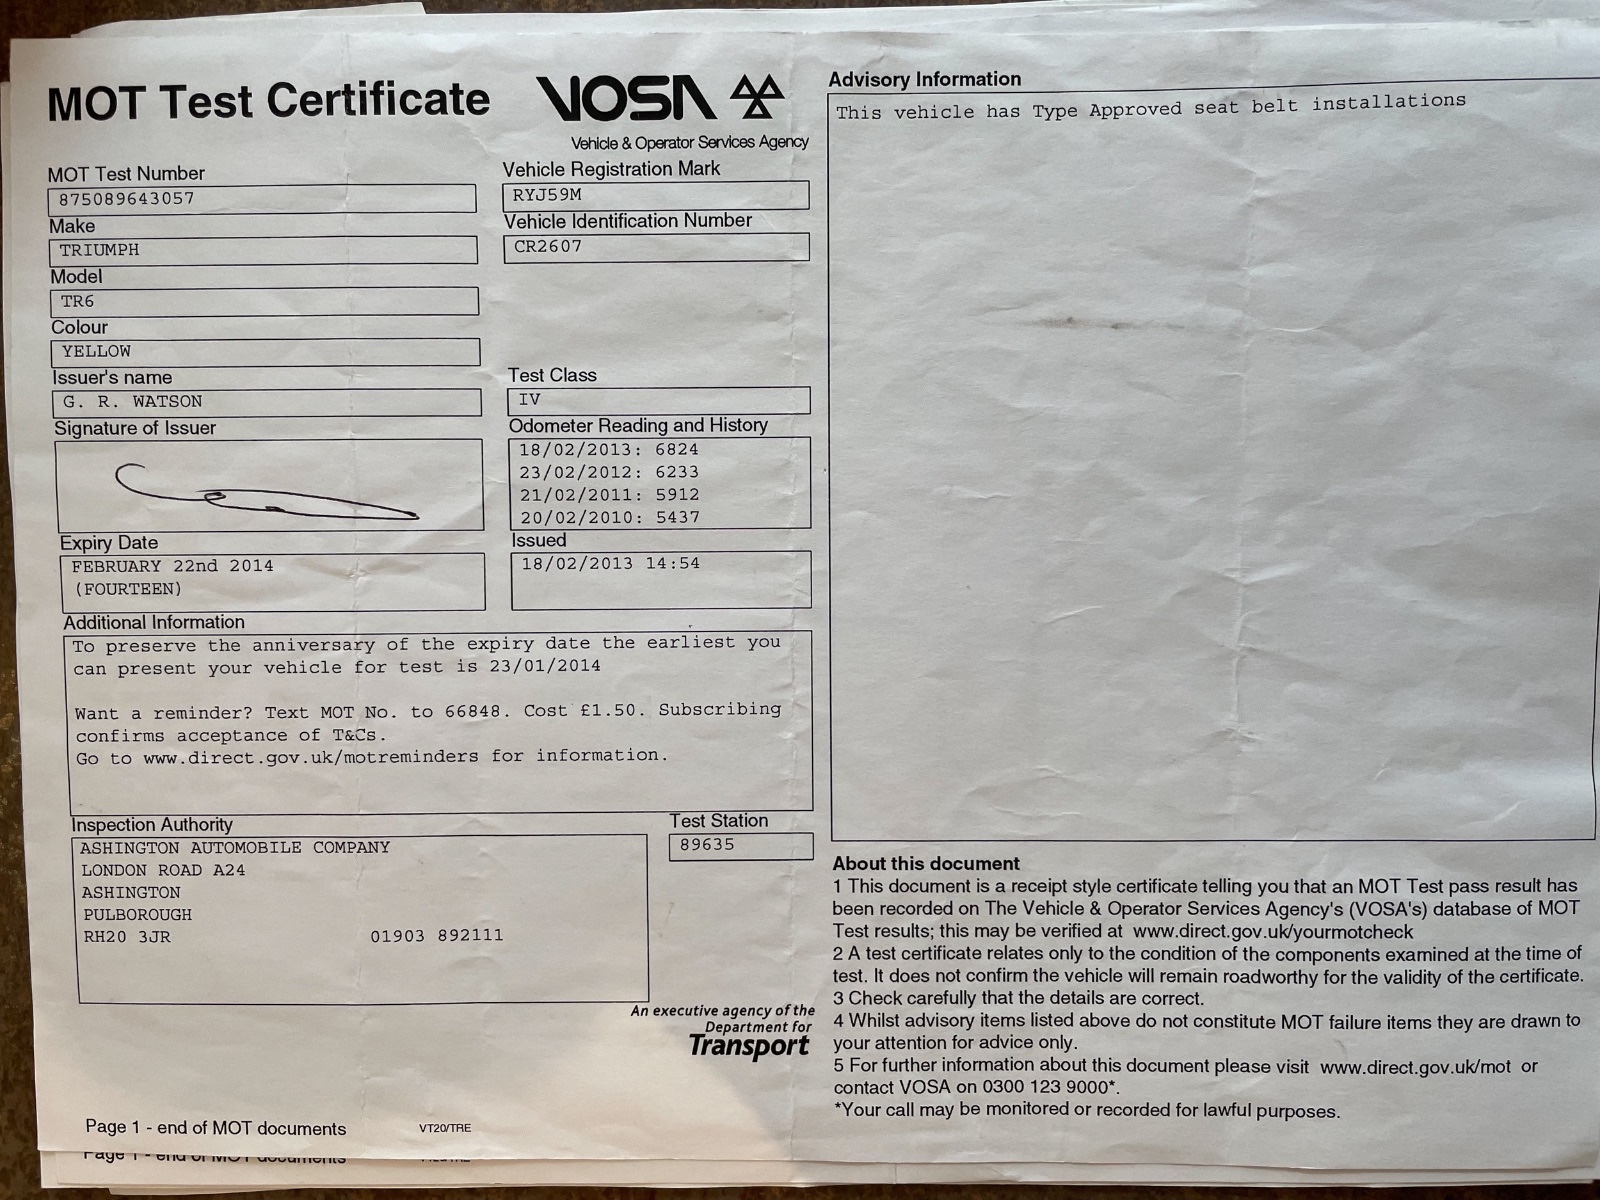 MOT Test Certificate
VOSA
Vehicle & Operator Services Agency
MOT Test Number
875089643057
Vehicle Registration Mark
RYJ59M
Make
TRIUMPH
Vehicle Identification Number
CR2607
Model
TR6
Colour
YELLOW
Issuer's name
G. R. WATSON
Test Class
IV
Signature of Issuer
Odometer Reading and History
18/02/2013: 6824
23/02/2012: 6233
21/02/2011: 5912
20/02/2010: 5437
Expiry Date
FEBRUARY 22nd 2014
(FOURTEEN)
Issued
18/02/2013 14:54
Additional Information
To preserve the anniversary of the expiry date the earliest you
can present your vehicle for test is 23/01/2014
Want a reminder? Text MOT No. to 66848. Cost £1.50. Subscribing
confirms acceptance of T&Cs.
Go to www.direct.gov.uk/motreminders for information.
Inspection Authority
ASHINGTON AUTOMOBILE COMPANY
LONDON ROAD A24
ASHINGTON
PULBOROUGH
RH20 3JR 01903 892111
Test Station
89635
An executive agency of the
Department for
Transport
Page 1 - end of MOT documents VT20/TRE
Page 1 - end of MOT documents
Advisory Information
This vehicle has Type Approved seat belt installations
About this document
1 This document is a receipt style certificate telling you that an MOT Test pass result has
been recorded on The Vehicle & Operator Services Agency's (VOSA's) database of MOT
Test results; this may be verified at www.direct.gov.uk/yourmotcheck
2 A test certificate relates only to the condition of the components examined at the time of
test. It does not confirm the vehicle will remain roadworthy for the validity of the certificate.
3 Check carefully that the details are correct.
4 Whilst advisory items listed above do not constitute MOT failure items they are drawn to
your attention for advice only.
5 For further information about this document please visit www.direct.gov.uk/mot or
contact VOSA on 0300 123 9000*.
*Your call may be monitored or recorded for lawful purposes.